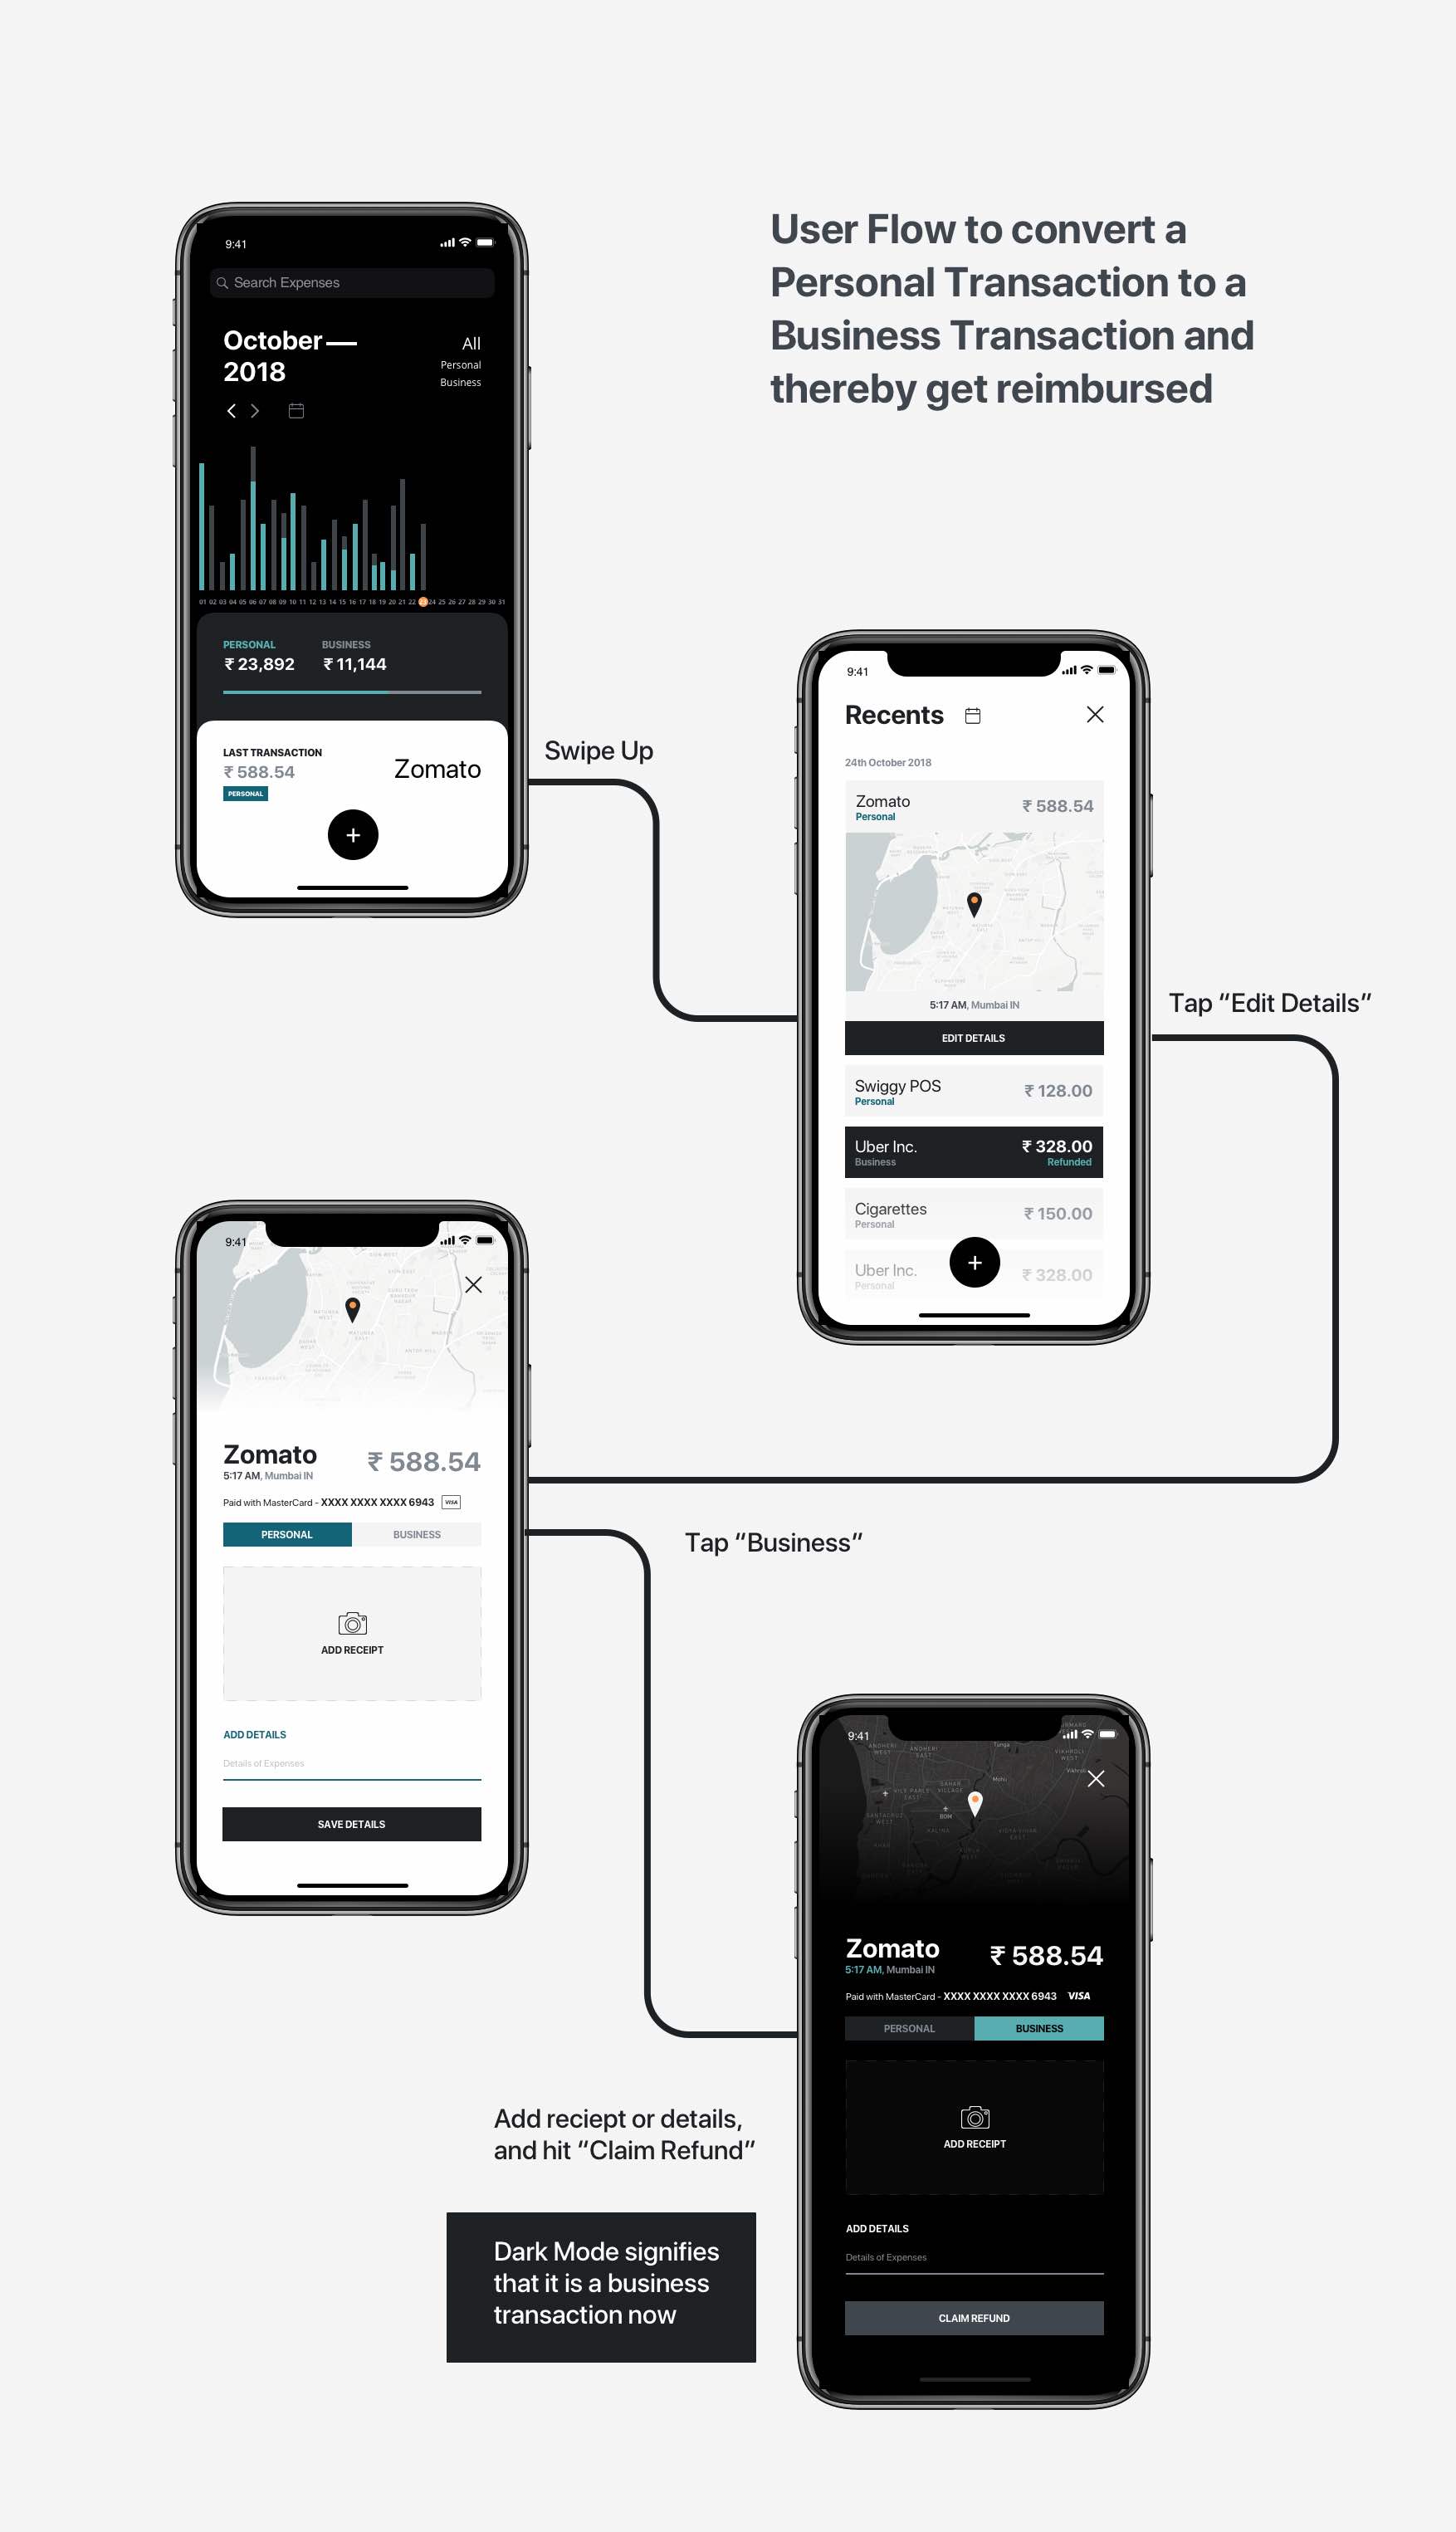 User Flow to convert a
Personal Transaction to a
Business Transaction and
thereby get reimbursed
9:41
Search Expenses
October—
2018
All
Personal
Business
01 02 03 04 05 06 07 08 09 10 11 12 13 14 15 16 17 18 19 20 21 22 23 24 25 26 27 28 29 30 31
PERSONAL BUSINESS
₹ 23,892 ₹ 11,144
LAST TRANSACTION
₹ 588.54
Zomato
PERSONAL
+
Swipe Up
9:41
Recents
24th October 2018
Zomato
Personal
₹ 588.54
5:17 AM, Mumbai IN
EDIT DETAILS
Swiggy POS
Personal
₹ 128.00
Uber Inc.
Business
₹ 328.00
Refunded
Cigarettes
Personal
₹ 150.00
Uber Inc.
Personal
₹ 328.00
+
Tap “Edit Details”
9:41
Zomato
₹ 588.54
5:17 AM, Mumbai IN
Paid with MasterCard - XXXX XXXX XXXX 6943 VISA
PERSONAL BUSINESS
ADD RECEIPT
ADD DETAILS
Details of Expenses
SAVE DETAILS
Tap “Business”
9:41
Zomato
₹ 588.54
5:17 AM, Mumbai IN
Paid with MasterCard - XXXX XXXX XXXX 6943 VISA
PERSONAL BUSINESS
ADD RECEIPT
ADD DETAILS
Details of Expenses
CLAIM REFUND
Add reciept or details,
and hit “Claim Refund”
Dark Mode signifies
that it is a business
transaction now